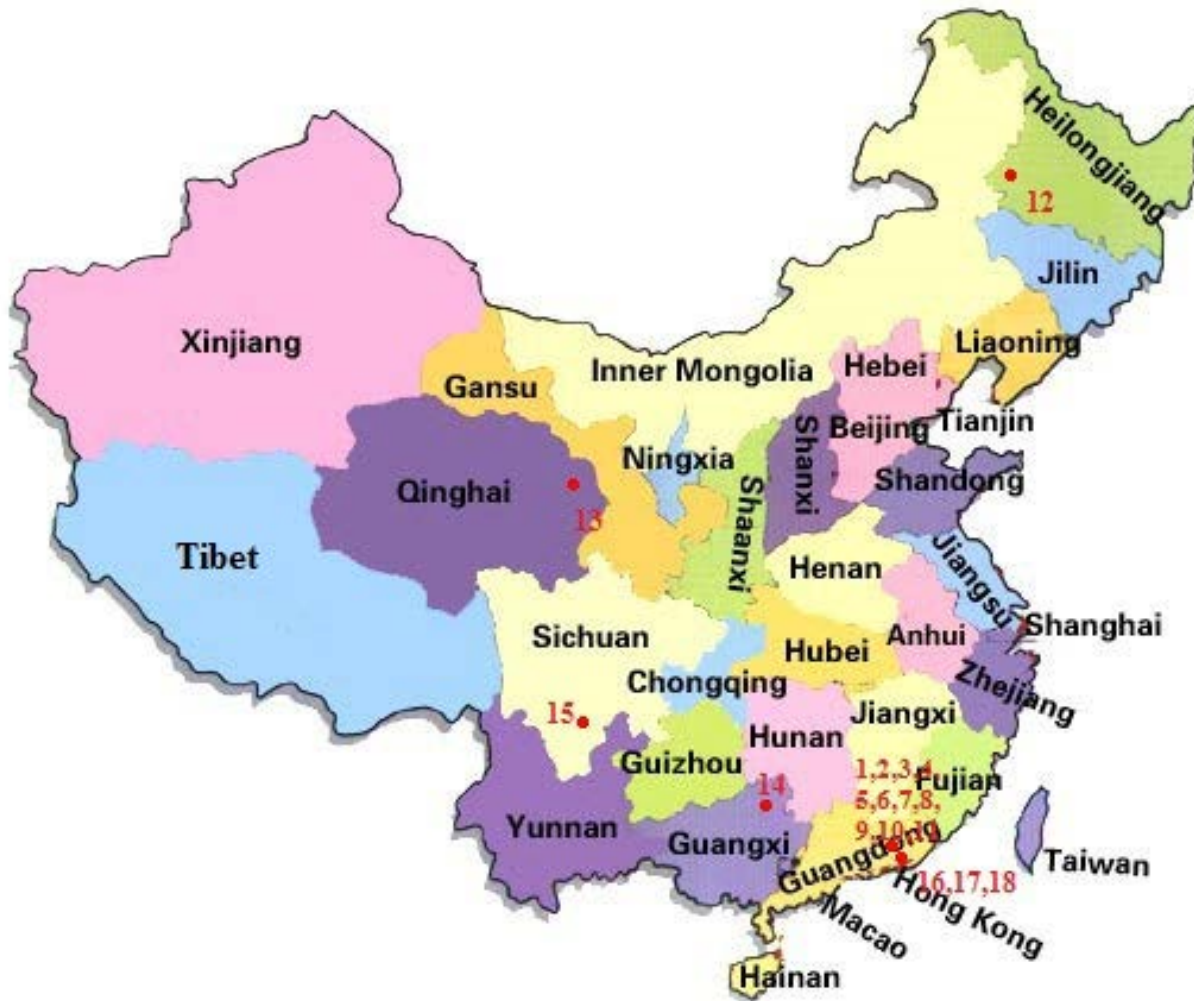 Heilongjiang
12
Jilin
Xinjiang
Liaoning
Hebei
Inner Mongolia
Gansu
Tianjin
Beijing
Shanxi
Ningxia
Shandong
Qinghai
13
Shaanxi
Tibet
Henan
Jiangsu
Shanghai
Anhui
Sichuan
Hubei
Zhejiang
Chongqing
15
Jiangxi
Hunan
Guizhou
1,2,3,4,
5,6,7,8,
9,10,11
Fujian
14
Yunnan
Guangxi
Guangdong
Taiwan
16,17,18
Hong Kong
Macao
Hainan